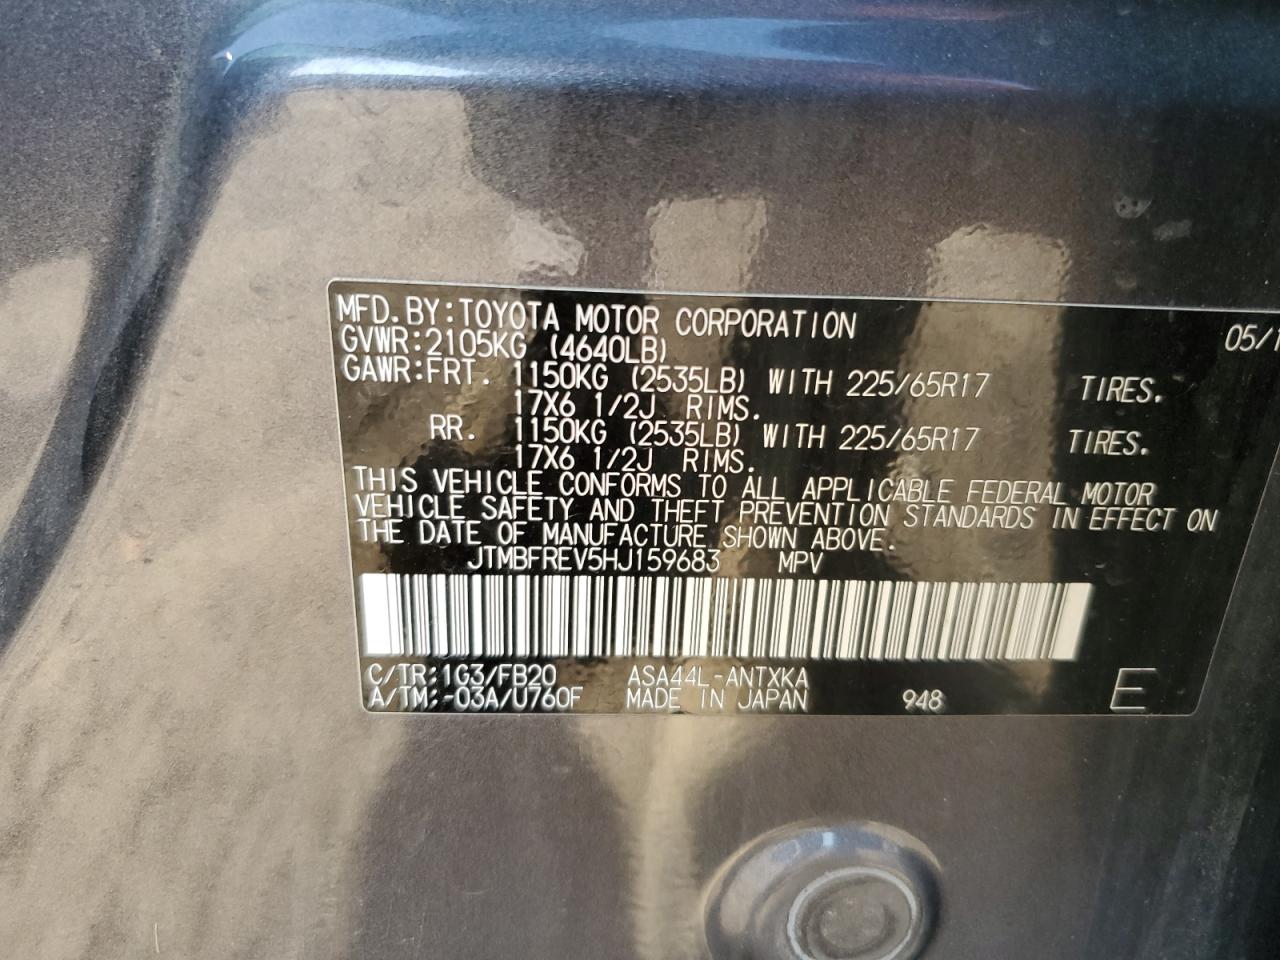 MFD. BY: TOYOTA MOTOR CORPORATION 05/1
GVWR: 2105KG (4640LB)
GAWR: FRT. 1150KG (2535LB) WITH 225/65R17 TIRES.
17X6 1/2J RIMS.
RR. 1150KG (2535LB) WITH 225/65R17 TIRES.
17X6 1/2J RIMS.
THIS VEHICLE CONFORMS TO ALL APPLICABLE FEDERAL MOTOR
VEHICLE SAFETY AND THEFT PREVENTION STANDARDS IN EFFECT ON
THE DATE OF MANUFACTURE SHOWN ABOVE.
JTMBFREV5HJ159683 MPV
C/TR: 1G3/FB20 ASA44L-ANTXKA
A/TM: -03A/U760F MADE IN JAPAN 948 E